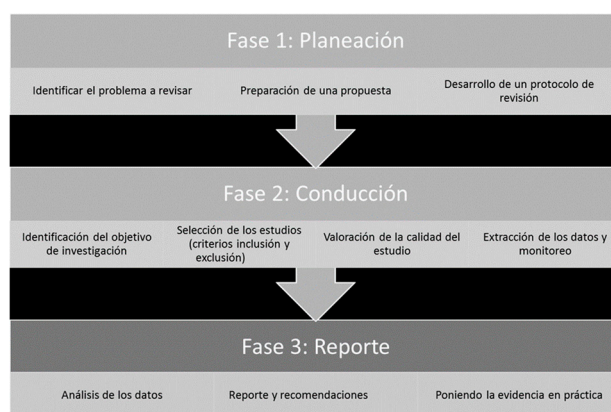 Fase 1: Planeación
Identificar el problema a revisar
Preparación de una propuesta
Desarrollo de un protocolo de
revisión
Fase 2: Conducción
Identificación del objetivo
de investigación
Selección de los estudios
(criterios inclusión y
exclusión)
Valoración de la calidad del
estudio
Extracción de los datos y
monitoreo
Fase 3: Reporte
Análisis de los datos
Reporte y recomendaciones
Poniendo la evidencia en práctica